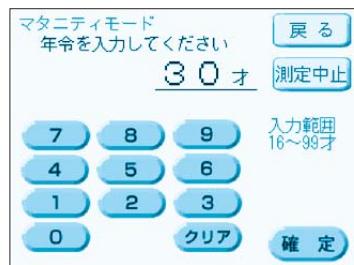 マタニティモード
戻る
年令を入力してください
30才
測定中止
入力範囲
16～99才
7 8 9
4 5 6
1 2 3
0 クリア
確定